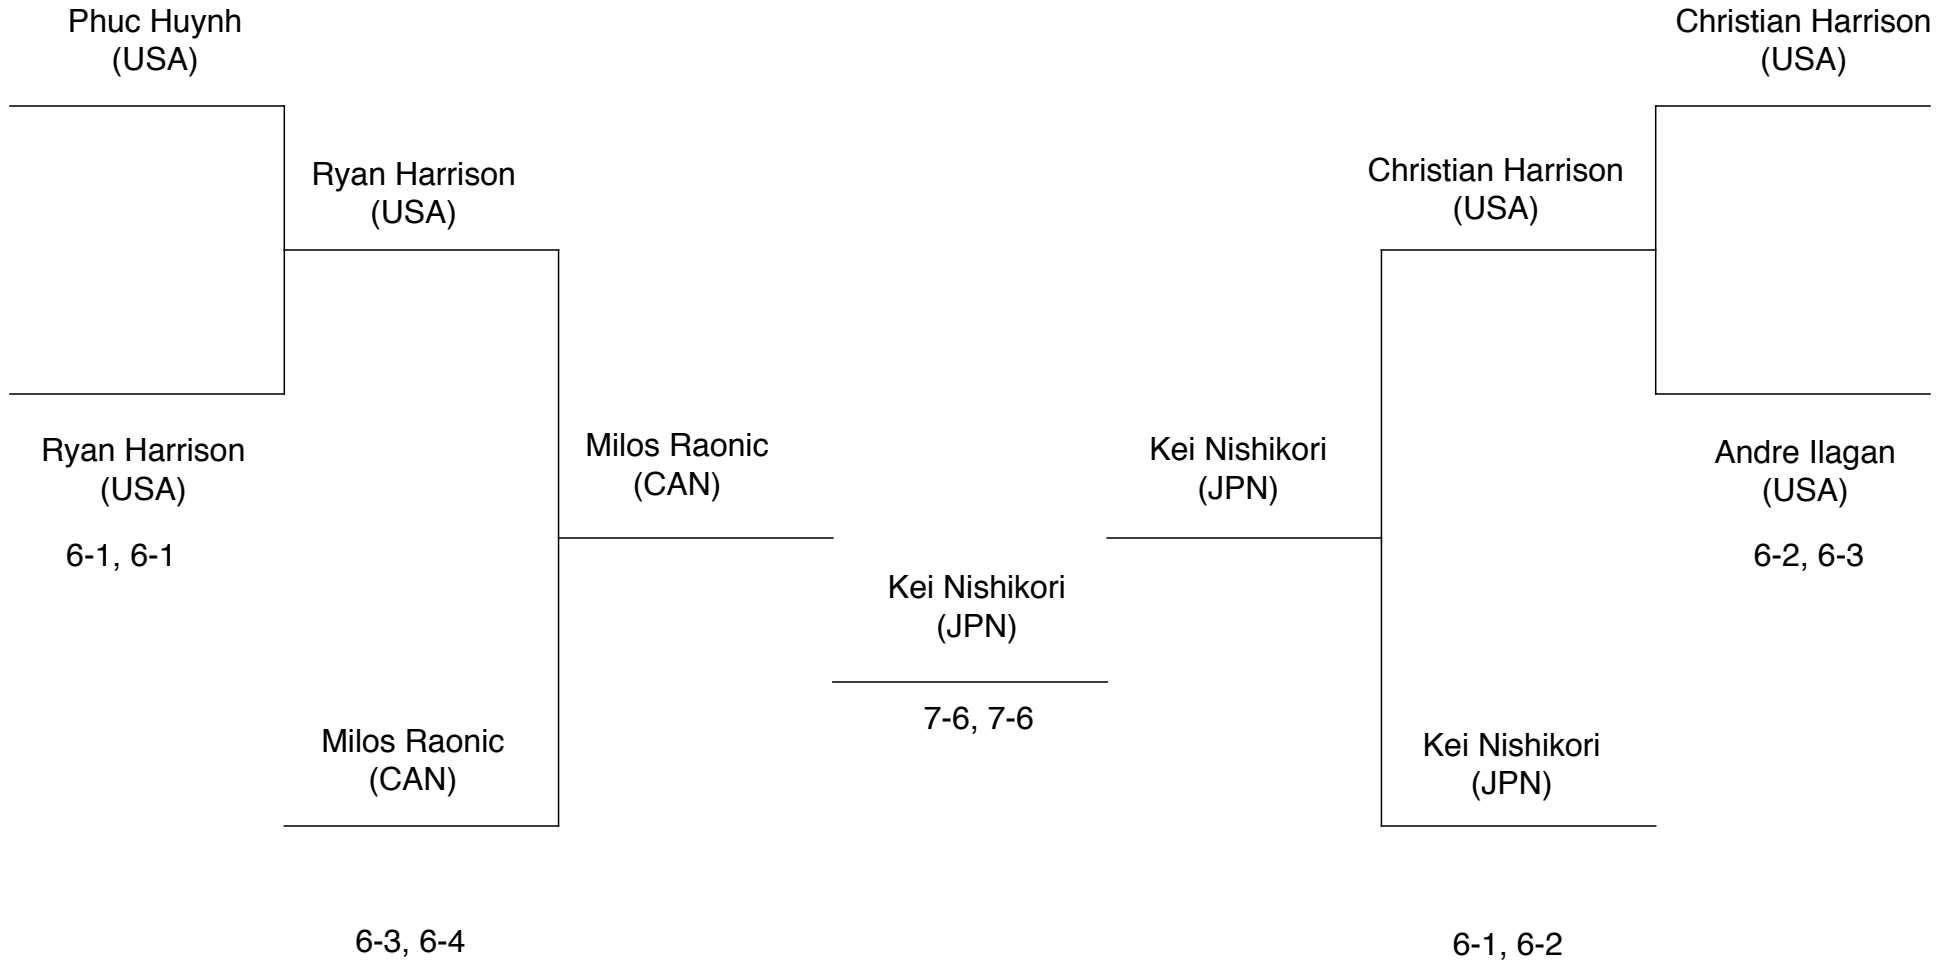 Phuc Huynh
(USA)
Christian Harrison
(USA)
Ryan Harrison
(USA)
Christian Harrison
(USA)
Ryan Harrison
(USA)
6-1, 6-1
Milos Raonic
(CAN)
Kei Nishikori
(JPN)
Andre Ilagan
(USA)
6-2, 6-3
Kei Nishikori
(JPN)
7-6, 7-6
Milos Raonic
(CAN)
Kei Nishikori
(JPN)
6-3, 6-4
6-1, 6-2